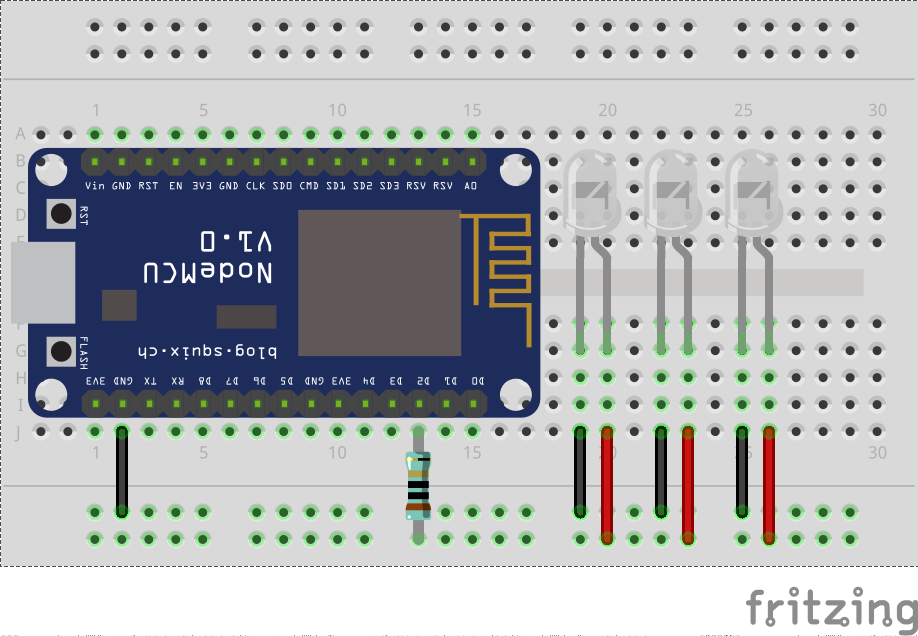 1 5 10 15 20 25 30
A
B
Vin GND RST EN 3V3 GND CLK SD0 CMD SD1 SD2 SD3 RSV RSV A0
C
D
RST
NodeMCU
V1.0
G
FLASH
blog.squix.ch
H
3V3 GND TX RX D8 D7 D6 D5 GND 3V3 D4 D3 D2 D1 D0
I
J
1 5 10 15 20 30
fritzing